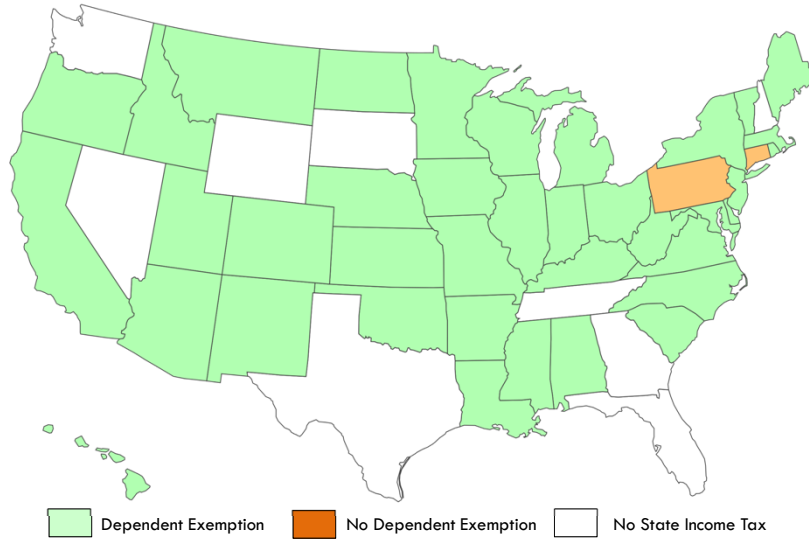 Dependent Exemption
No Dependent Exemption
No State Income Tax